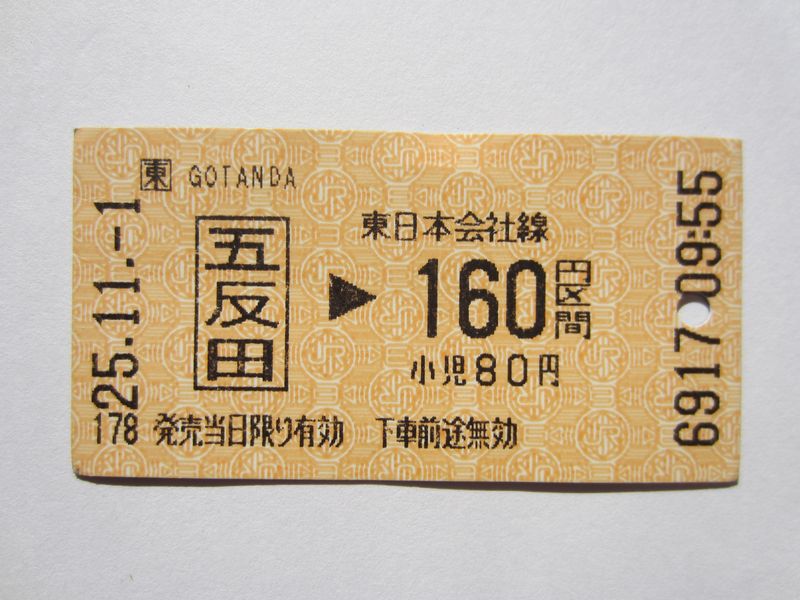 東 GOTANDA
五反田
▶
東日本会社線
160円区間
小児80円
25.11.-1
178 発売当日限り有効 下車前途無効
6917 09:55